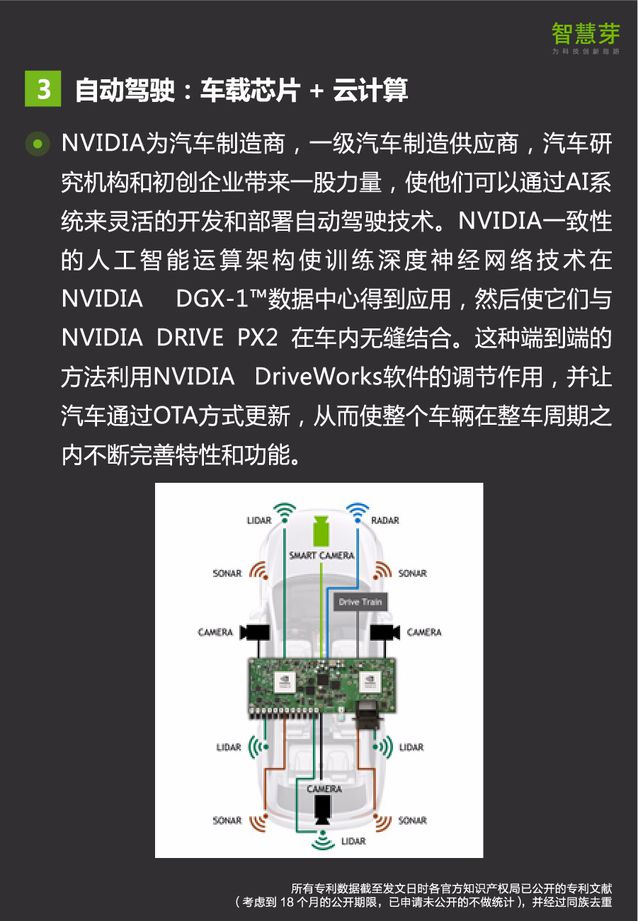 智慧芽
为科技创新指路
3 自动驾驶：车载芯片 + 云计算
NVIDIA为汽车制造商，一级汽车制造供应商，汽车研
究机构和初创企业带来一股力量，使他们可以通过AI系
统来灵活的开发和部署自动驾驶技术。NVIDIA一致性
的人工智能运算架构使训练深度神经网络技术在
NVIDIA DGX-1™数据中心得到应用，然后使它们与
NVIDIA DRIVE PX2 在车内无缝结合。这种端到端的
方法利用NVIDIA DriveWorks软件的调节作用，并让
汽车通过OTA方式更新，从而使整个车辆在整车周期之
内不断完善特性和功能。
LIDAR
RADAR
SMART CAMERA
SONAR
SONAR
Drive Train
CAMERA
CAMERA
LIDAR
LIDAR
CAMEIRA
SONAR
SONAR
LIDAR
所有专利数据截至发文日时各官方知识产权局已公开的专利文献
（考虑到 18 个月的公开期限，已申请未公开的不做统计），并经过同族去重